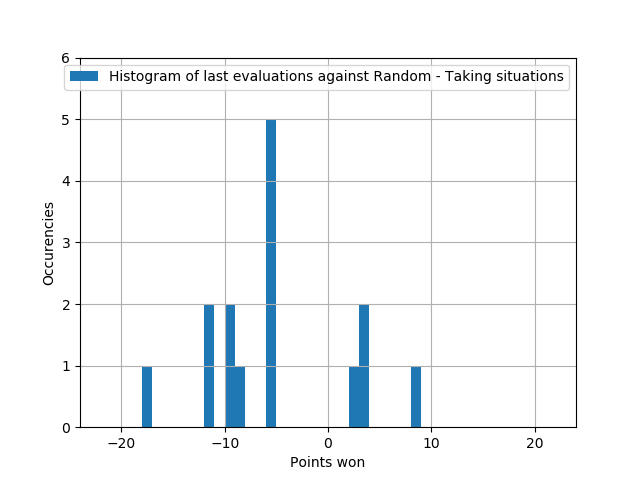 Histogram of last evaluations against Random - Taking situations
6
5
4
3
2
1
0
Occurencies
−20 −10 0 10 20
Points won